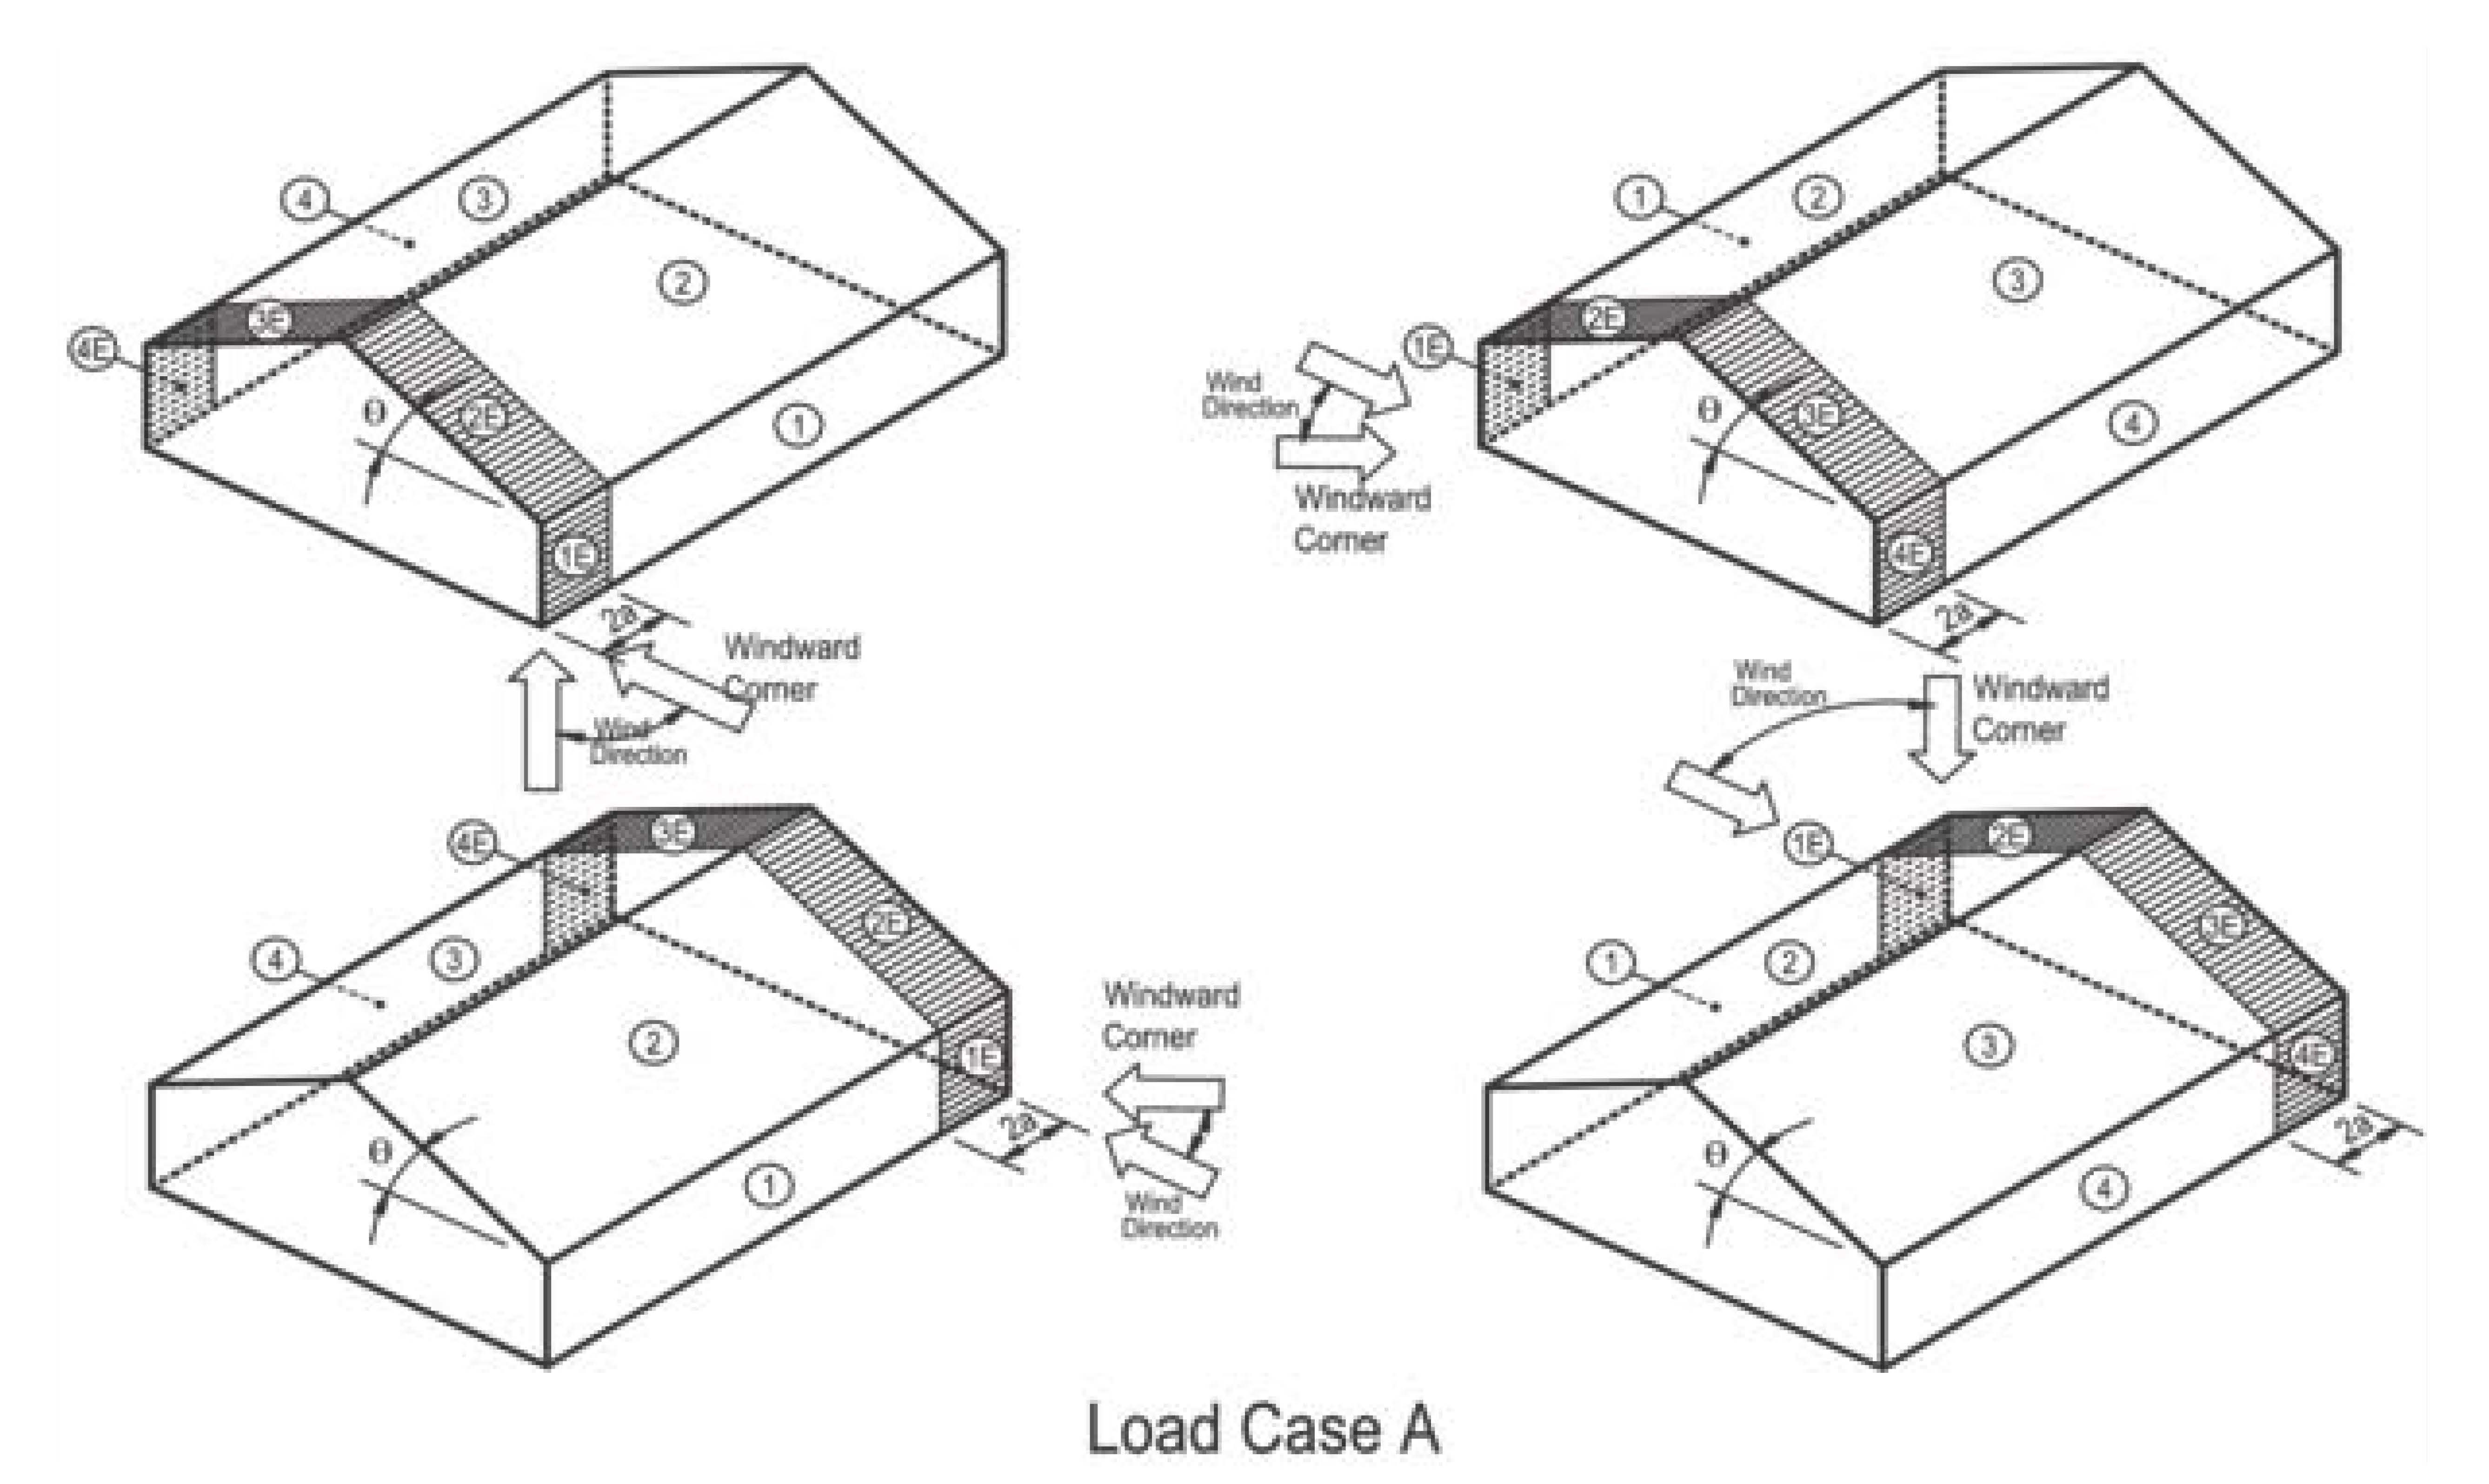 4
3
2
3E
4E
θ
2E
1
1E
2a
Windward
Corner
Wind
Direction
1
2
3
2E
1E
Wind
Direction
Windward
Corner
θ
3E
4
4E
2a
Wind
Direction
Windward
Corner
4E
3E
2E
4
3
2
1E
θ
1
2a
Windward
Corner
Wind
Direction
1E
2E
3E
1
2
3
4E
θ
4
2a
Load Case A